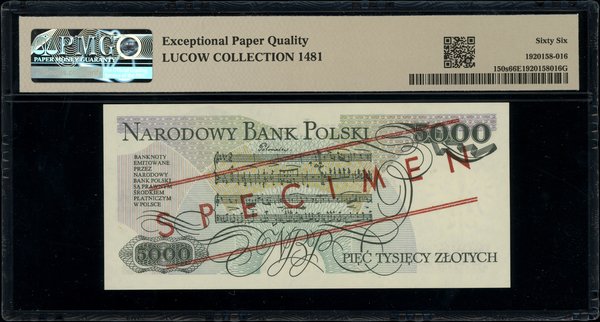 PMG
PAPER MONEY GUARANTY
Exceptional Paper Quality
LUCOW COLLECTION 1481
Sixty Six
1920158-016
150s66E1920158016G
NARODOWY BANK POLSKI
5000
BANKNOTY
EMITOWANE
PRZEZ
NARODOWY
BANK POLSKI
SĄ PRAWNYM
ŚRODKIEM
PŁATNICZYM
W POLSCE
SPECIMEN
NBP
5000
PIĘĆ TYSIĘCY ZŁOTYCH